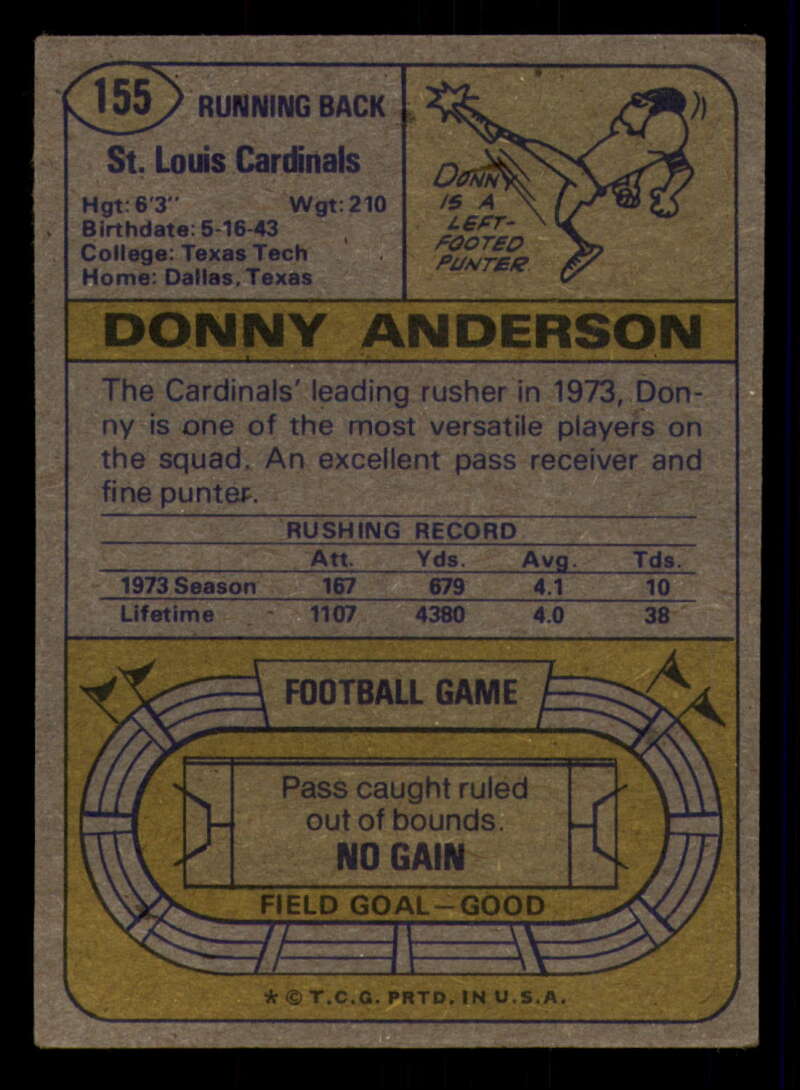 155
RUNNING BACK
St. Louis Cardinals
Hgt: 6'3" Wgt: 210
Birthdate: 5-16-43
College: Texas Tech
Home: Dallas, Texas
DONNY
IS A
LEFT-
FOOTED
PUNTER
DONNY ANDERSON
The Cardinals' leading rusher in 1973, Don-
ny is one of the most versatile players on
the squad. An excellent pass receiver and
fine punter.
RUSHING RECORD
Att. Yds. Avg. Tds.
1973 Season 167 679 4.1 10
Lifetime 1107 4380 4.0 38
FOOTBALL GAME
Pass caught ruled
out of bounds.
NO GAIN
FIELD GOAL—GOOD
* © T.C.G. PRTD. IN U.S.A.